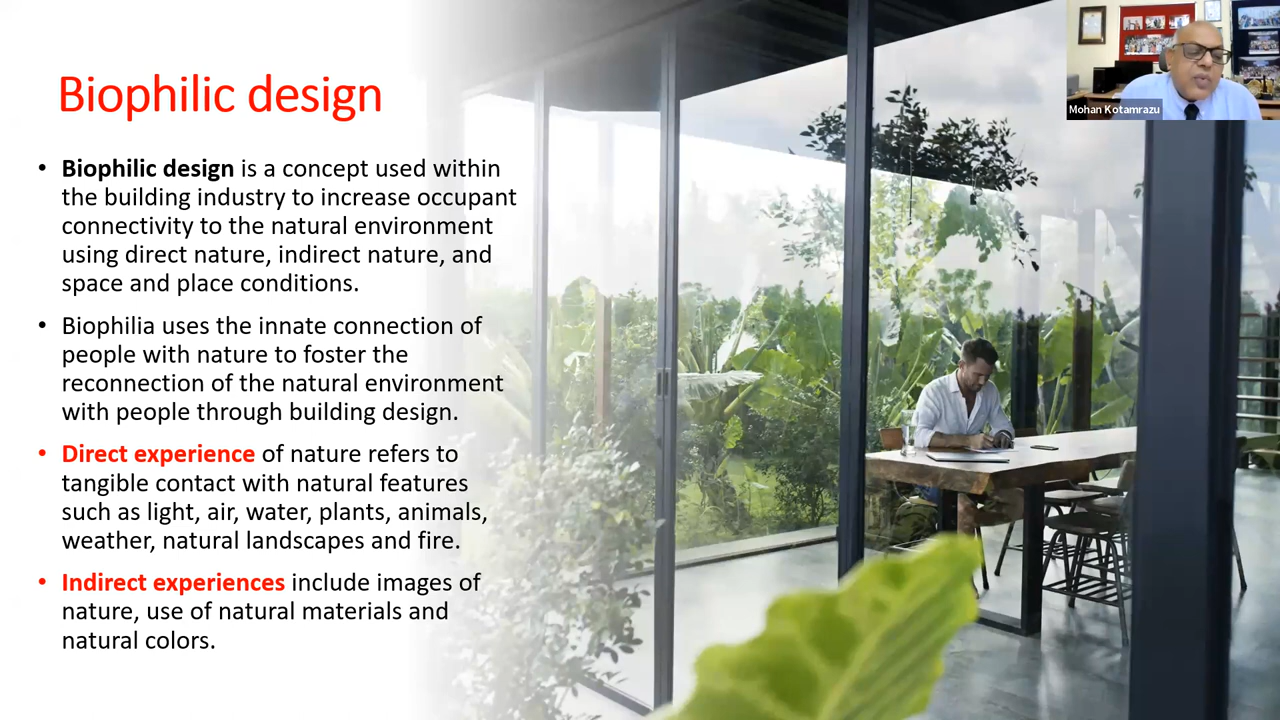 Biophilic design
• Biophilic design is a concept used within
the building industry to increase occupant
connectivity to the natural environment
using direct nature, indirect nature, and
space and place conditions.
• Biophilia uses the innate connection of
people with nature to foster the
reconnection of the natural environment
with people through building design.
• Direct experience of nature refers to
tangible contact with natural features
such as light, air, water, plants, animals,
weather, natural landscapes and fire.
• Indirect experiences include images of
nature, use of natural materials and
natural colors.
Mohan Kotamrazu